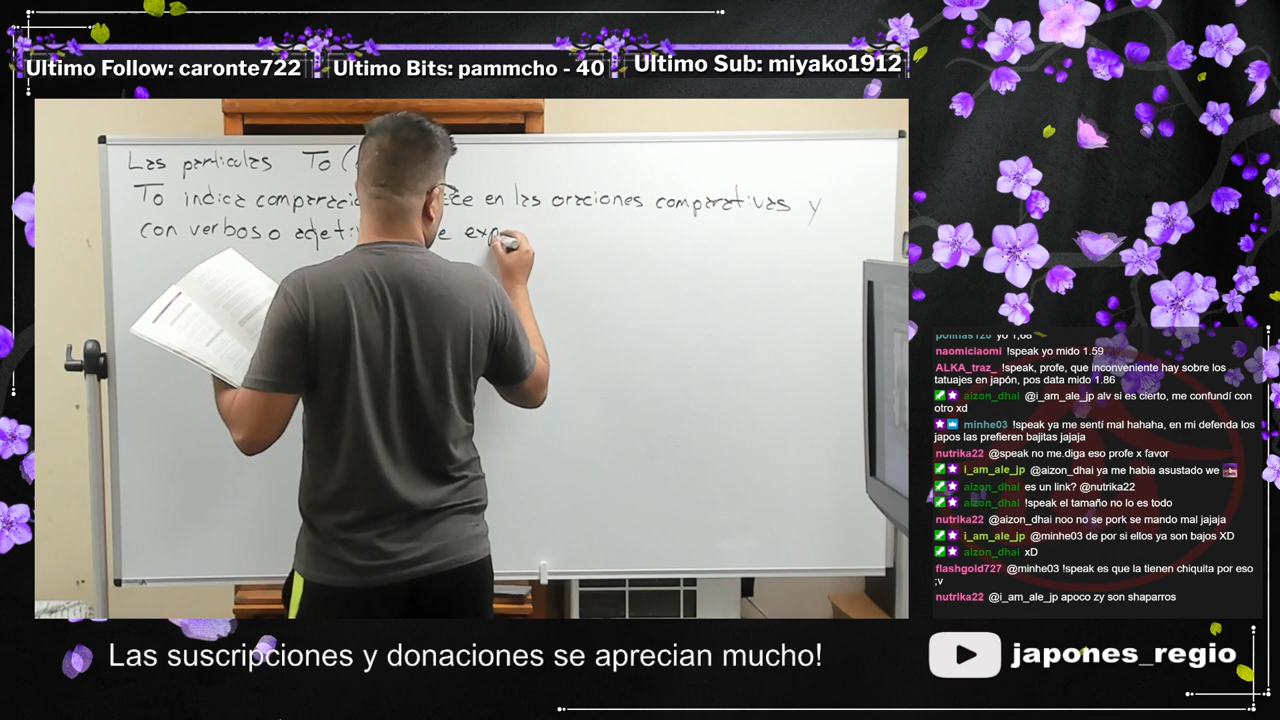 Ultimo Follow: caronte722
Ultimo Bits: pammcho - 40
Ultimo Sub: miyako1912
Las particulas To (
To indica comparació en las oraciones comparativas y
con verbos o adjetiv e exp
polinas120 yo 1,68
naomiciaomi !speak yo mido 1.59
ALKA_traz_ !speak, profe, que inconveniente hay sobre los
tatuajes en japón, pos data mido 1.86
aizon_dhai @i_am_ale_jp alv si es cierto, me confundí con
otro xd
minhe03 !speak ya me sentí mal hahaha, en mi defenda los
japos las prefieren bajitas jajaja
nutrika22 @speak no me.diga eso profe x favor
i_am_ale_jp @aizon_dhai ya me habia asustado we
aizon_dhai es un link? @nutrika22
aizon_dhai !speak el tamaño no lo es todo
nutrika22 @aizon_dhai noo no se pork se mando mal jajaja
i_am_ale_jp @minhe03 de por si ellos ya son bajos XD
aizon_dhai xD
flashgold727 @minhe03 !speak es que la tienen chiquita por eso
;v
nutrika22 @i_am_ale_jp apoco zy son shaparros
Las suscripciones y donaciones se aprecian mucho!
japones_regio